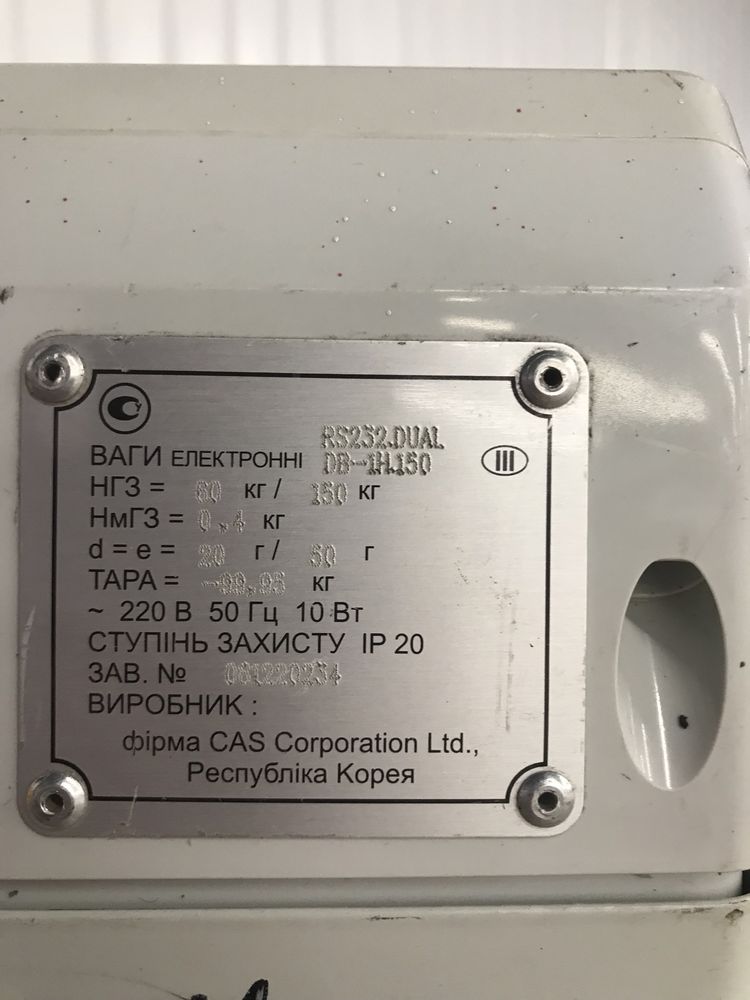 RS232.DUAL
ВАГИ ЕЛЕКТРОННІ DB-1H.150 III
НГЗ = 60 кг / 150 кг
НмГЗ = 0,4 кг
d = e = 20 г / 50 г
ТАРА = кг
~ 220 В 50 Гц 10 Вт
СТУПІНЬ ЗАХИСТУ IP 20
ЗАВ. № 081220234
ВИРОБНИК :
фірма CAS Corporation Ltd.,
Республіка Корея